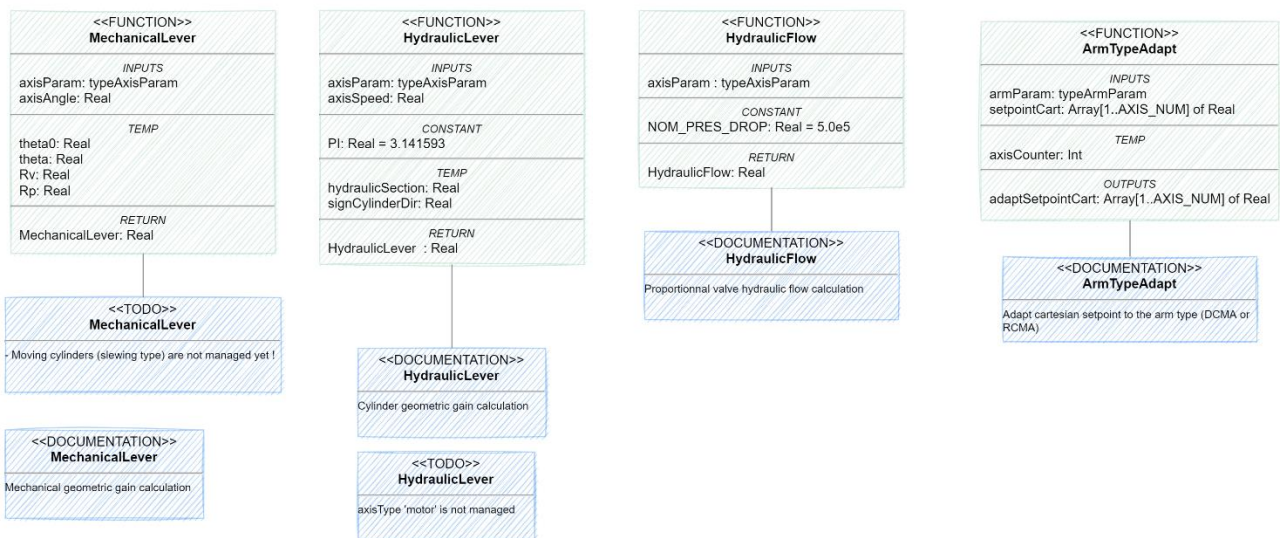 <<FUNCTION>>
MechanicalLever
INPUTS
axisParam: typeAxisParam
axisAngle: Real
TEMP
theta0: Real
theta: Real
Rv: Real
Rp: Real
RETURN
MechanicalLever: Real
<<TODO>>
MechanicalLever
- Moving cylinders (slewing type) are not managed yet !
<<DOCUMENTATION>>
MechanicalLever
Mechanical geometric gain calculation
<<FUNCTION>>
HydraulicLever
INPUTS
axisParam: typeAxisParam
axisSpeed: Real
CONSTANT
PI: Real = 3.141593
TEMP
hydraulicSection: Real
signCylinderDir: Real
RETURN
HydraulicLever : Real
<<DOCUMENTATION>>
HydraulicLever
Cylinder geometric gain calculation
<<TODO>>
HydraulicLever
axisType 'motor' is not managed
<<FUNCTION>>
HydraulicFlow
INPUTS
axisParam : typeAxisParam
CONSTANT
NOM_PRES_DROP: Real = 5.0e5
RETURN
HydraulicFlow: Real
<<DOCUMENTATION>>
HydraulicFlow
Proportionnal valve hydraulic flow calculation
<<FUNCTION>>
ArmTypeAdapt
INPUTS
armParam: typeArmParam
setpointCart: Array[1..AXIS_NUM] of Real
TEMP
axisCounter: Int
OUTPUTS
adaptSetpointCart: Array[1..AXIS_NUM] of Real
<<DOCUMENTATION>>
ArmTypeAdapt
Adapt cartesian setpoint to the arm type (DCMA or
RCMA)